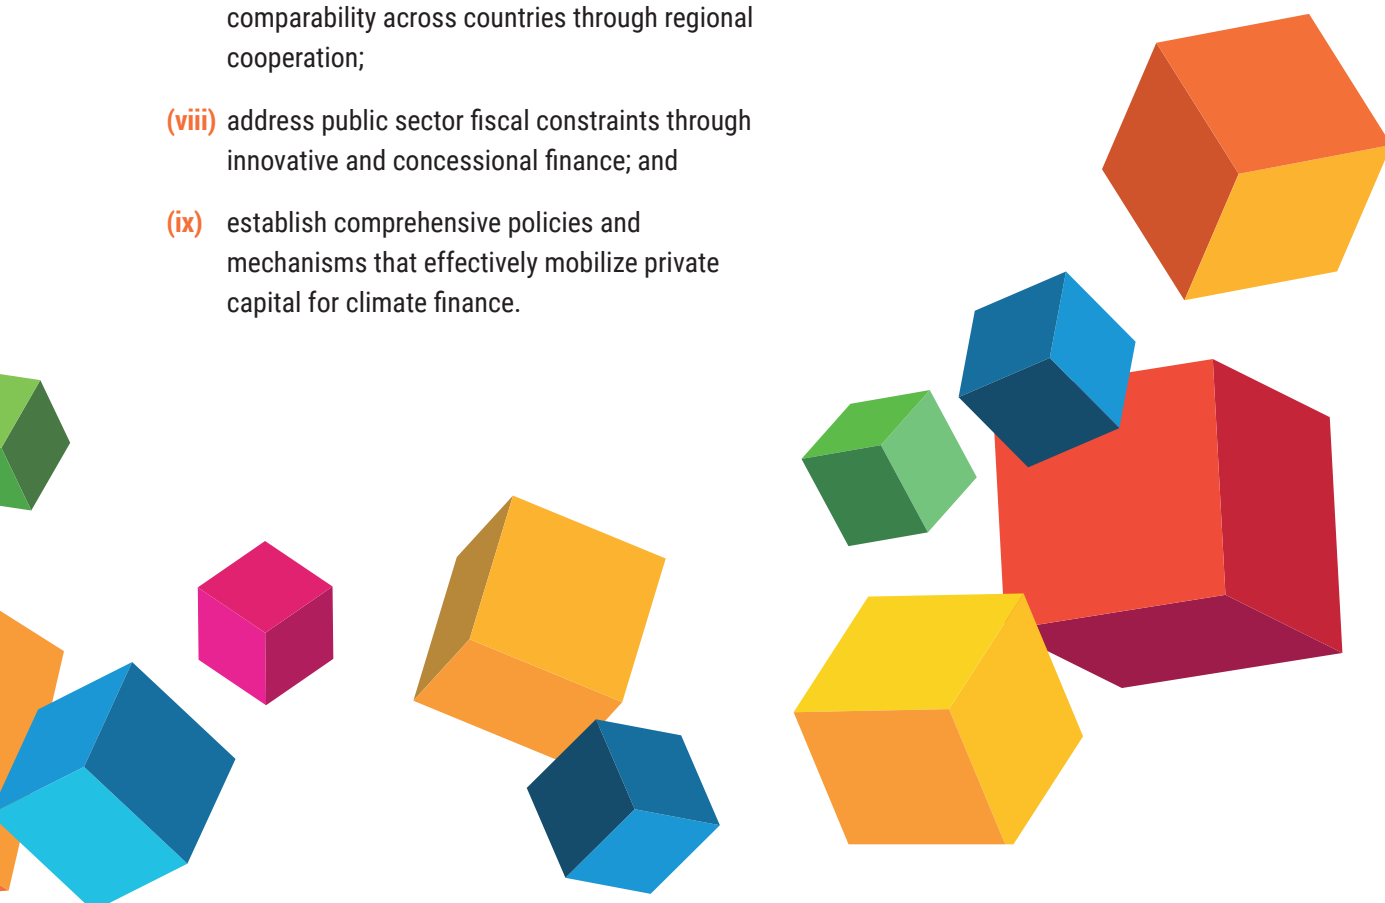 comparability across countries through regional
cooperation;
(viii) address public sector fiscal constraints through
innovative and concessional finance; and
(ix) establish comprehensive policies and
mechanisms that effectively mobilize private
capital for climate finance.